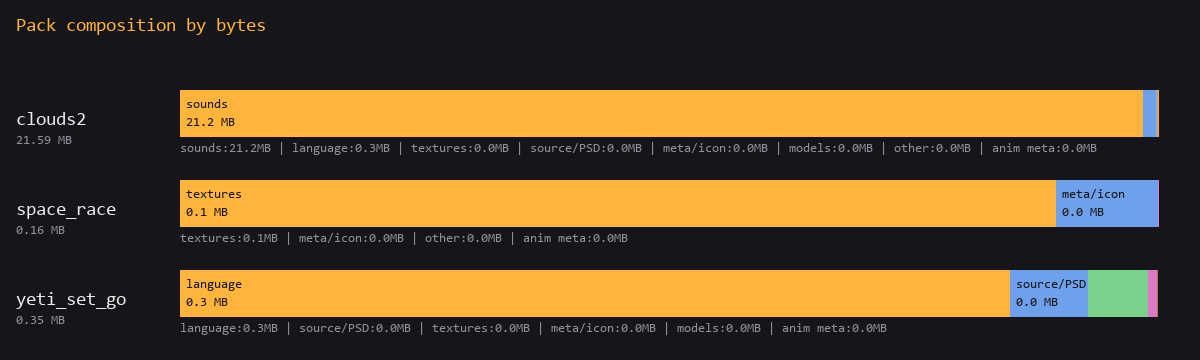 Pack composition by bytes
clouds2
21.59 MB
sounds
21.2 MB
sounds:21.2MB | language:0.3MB | textures:0.0MB | source/PSD:0.0MB | meta/icon:0.0MB | models:0.0MB | other:0.0MB | anim meta:0.0MB
space_race
0.16 MB
textures
0.1 MB
meta/icon
0.0 MB
textures:0.1MB | meta/icon:0.0MB | other:0.0MB | anim meta:0.0MB
yeti_set_go
0.35 MB
language
0.3 MB
source/PSD
0.0 MB
language:0.3MB | source/PSD:0.0MB | textures:0.0MB | meta/icon:0.0MB | models:0.0MB | anim meta:0.0MB